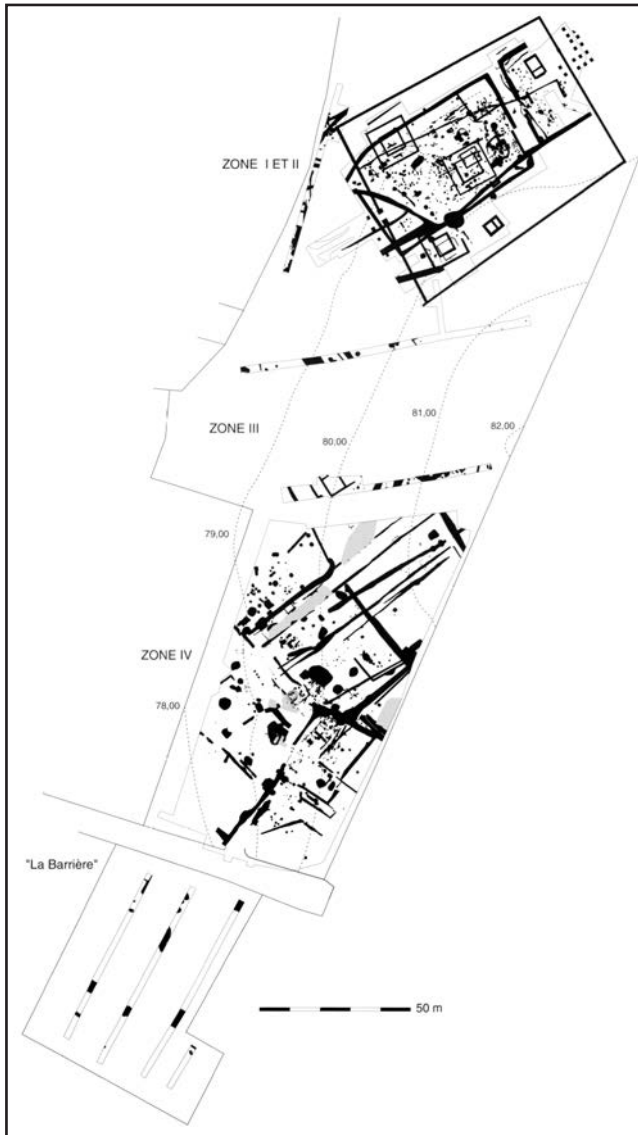 ZONE I ET II
81,00
82,00
ZONE III
80,00
79,00
ZONE IV
78,00
"La Barrière"
50 m